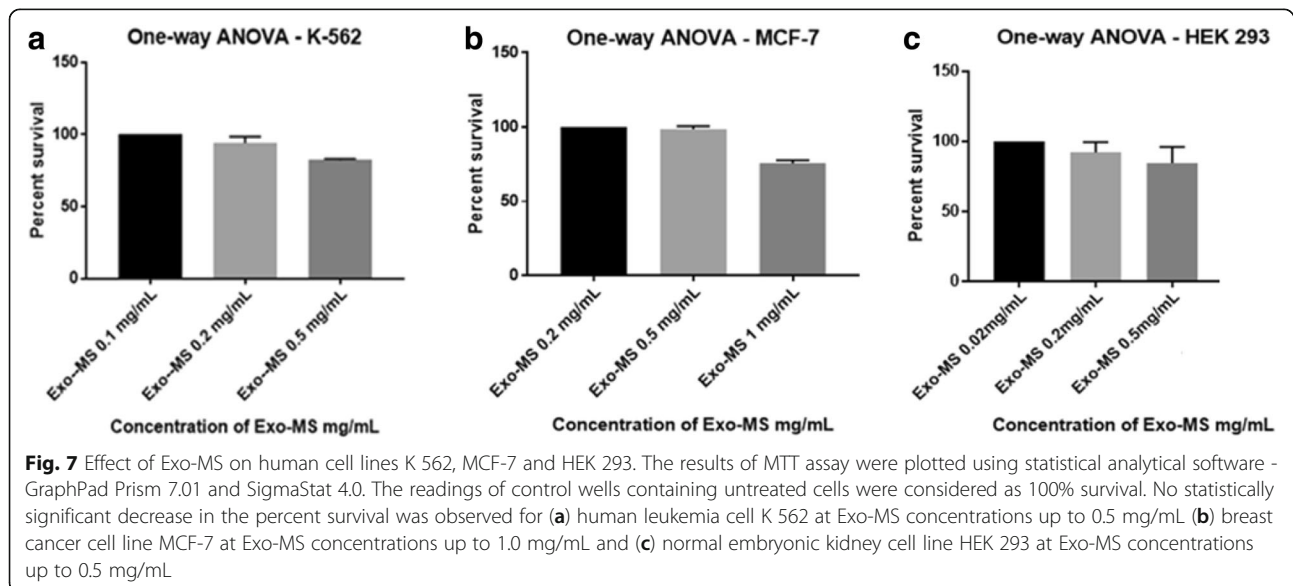 a
One-way ANOVA - K-562
Percent survival
150
100
50
0
Exo--MS 0.1 mg/mL
Exo--MS 0.2 mg/mL
Exo--MS 0.5 mg/mL
Concentration of Exo-MS mg/mL
b
One-way ANOVA - MCF-7
Percent survival
150
100
50
0
Exo-MS 0.2 mg/mL
Exo-MS 0.5 mg/mL
Exo-MS 1 mg/mL
Concentration of Exo-MS mg/mL
c
One-way ANOVA - HEK 293
Percent survival
150
100
50
0
Exo-MS 0.02mg/mL
Exo-MS 0.2mg/mL
Exo-MS 0.5mg/mL
Concentration of Exo-MS mg/mL
Fig. 7 Effect of Exo-MS on human cell lines K 562, MCF-7 and HEK 293. The results of MTT assay were plotted using statistical analytical software -
GraphPad Prism 7.01 and SigmaStat 4.0. The readings of control wells containing untreated cells were considered as 100% survival. No statistically
significant decrease in the percent survival was observed for (a) human leukemia cell K 562 at Exo-MS concentrations up to 0.5 mg/mL (b) breast
cancer cell line MCF-7 at Exo-MS concentrations up to 1.0 mg/mL and (c) normal embryonic kidney cell line HEK 293 at Exo-MS concentrations
up to 0.5 mg/mL